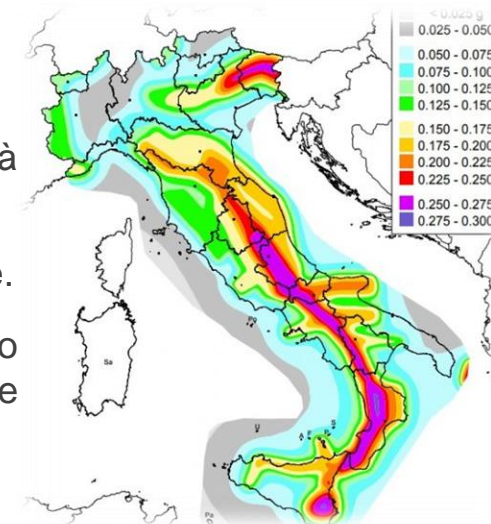 à
e.
o
e
< 0.025 g
0.025 - 0.050
0.050 - 0.075
0.075 - 0.100
0.100 - 0.125
0.125 - 0.150
0.150 - 0.175
0.175 - 0.200
0.200 - 0.225
0.225 - 0.250
0.250 - 0.275
0.275 - 0.300
Sa
U
A
Pa